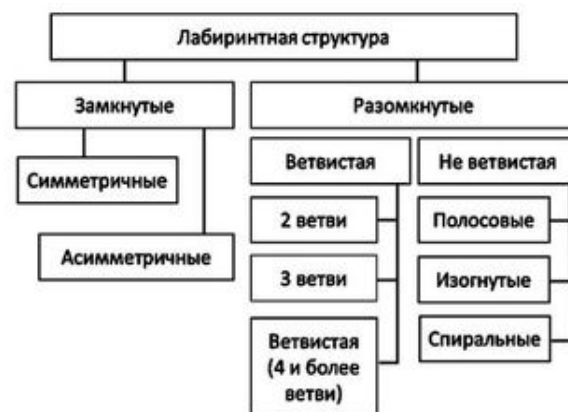 Лабиринтная структура
Замкнутые
Разомкнутые
Симметричные
Асимметричные
Ветвистая
Не ветвистая
2 ветви
Полосовые
3 ветви
Изогнутые
Ветвистая
(4 и более
ветви)
Спиральные